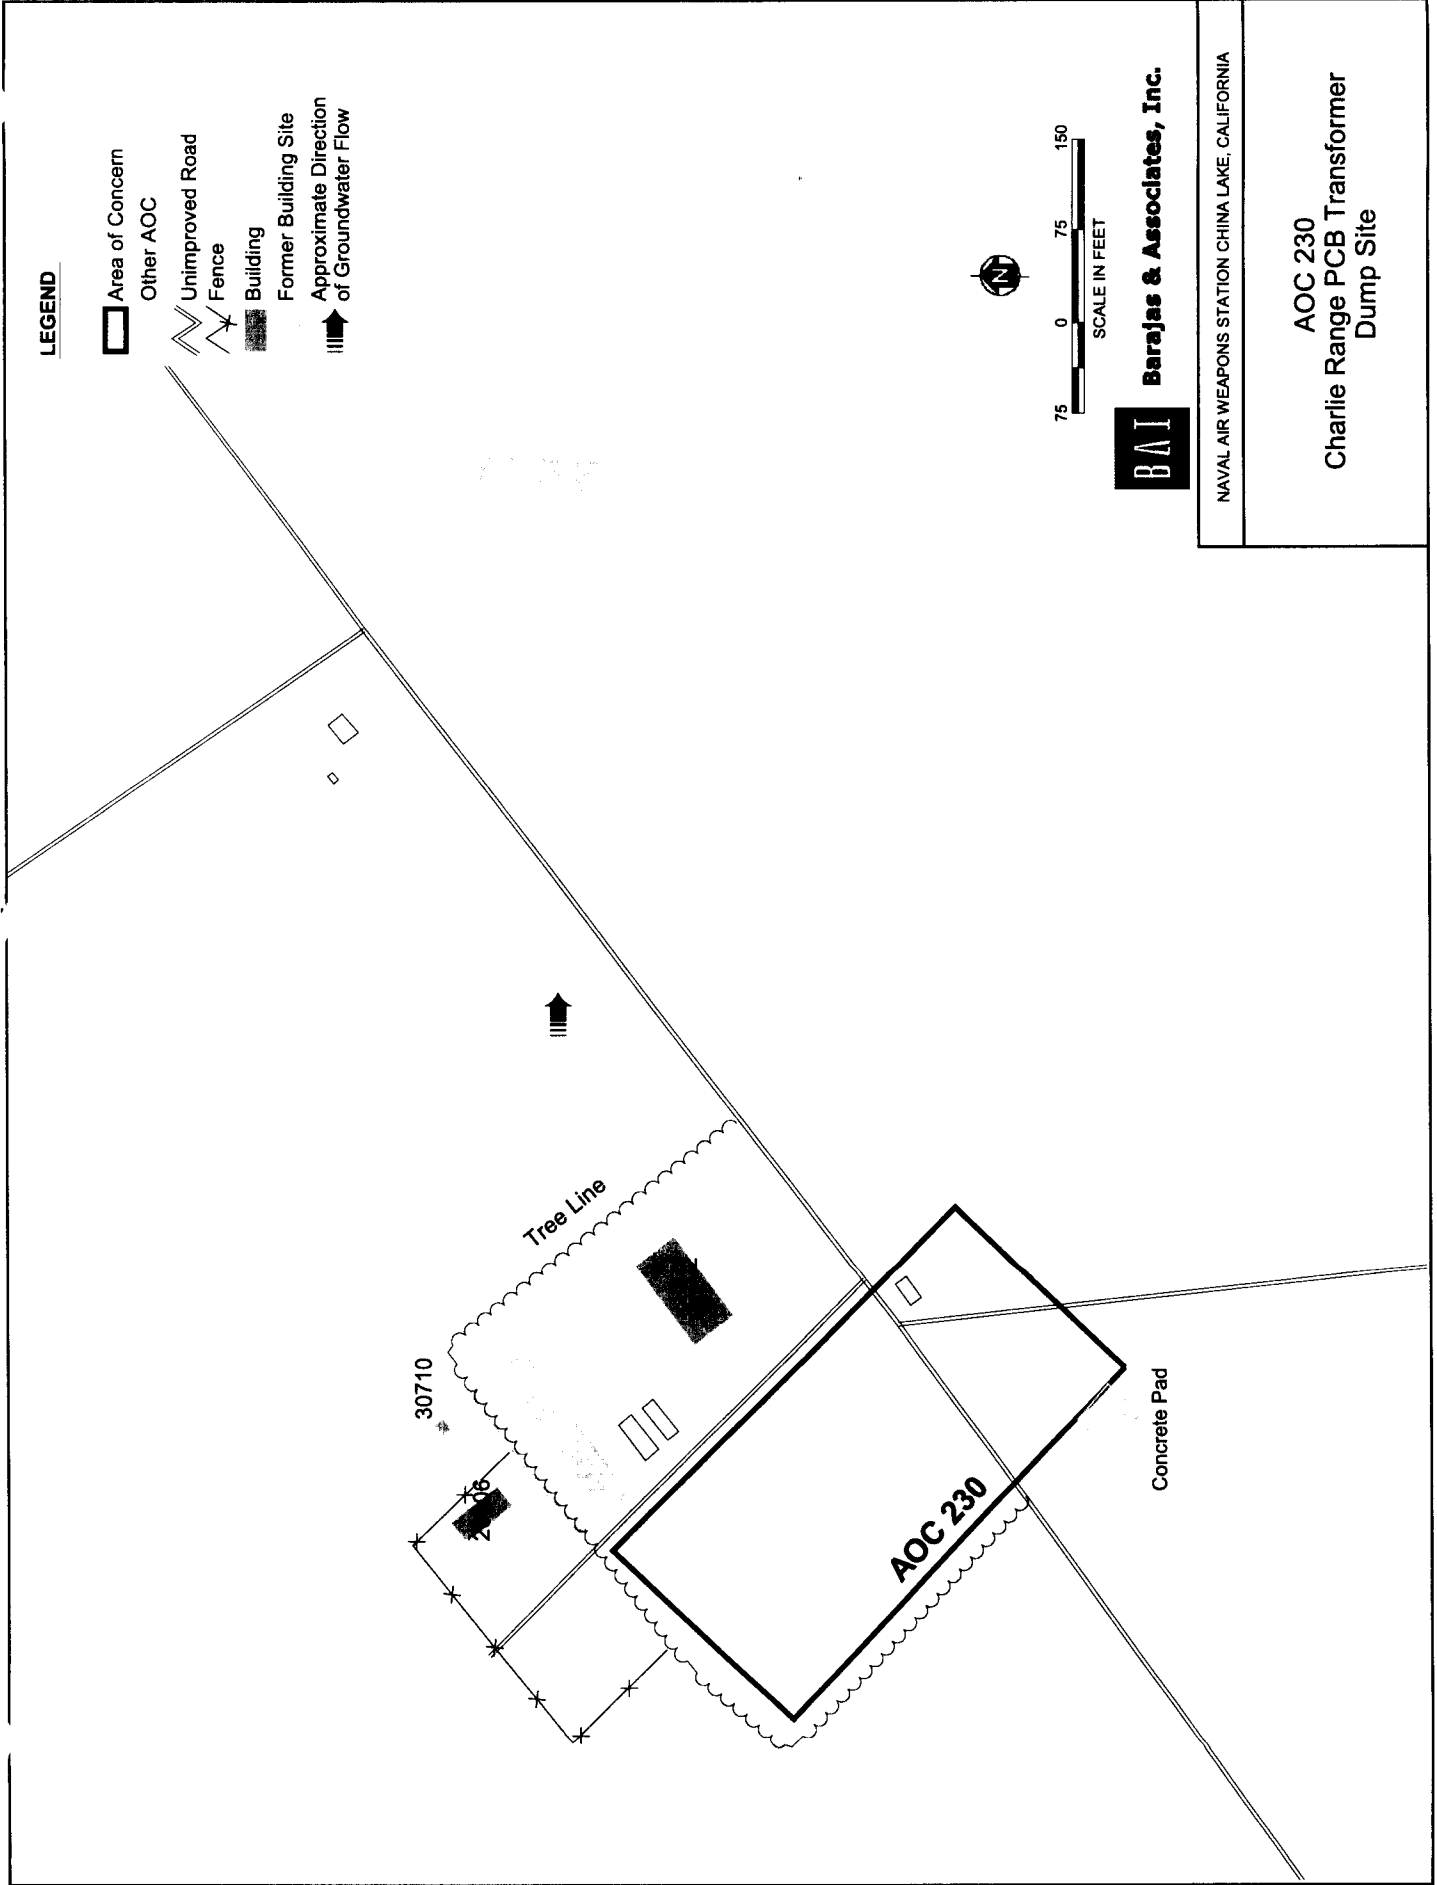 LEGEND
Area of Concern
Other AOC
Unimproved Road
Fence
Building
Former Building Site
Approximate Direction
of Groundwater Flow
Tree Line
30710
AOC 230
Concrete Pad
N
75 0 75 150
SCALE IN FEET
BAI
Barajas & Associates, Inc.
NAVAL AIR WEAPONS STATION CHINA LAKE, CALIFORNIA
AOC 230
Charlie Range PCB Transformer
Dump Site